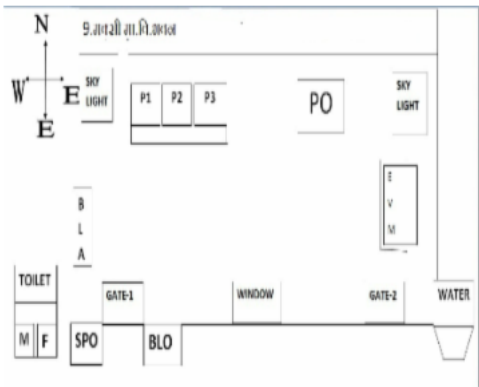 N
W E
E
SKY
LIGHT
P1 P2 P3
PO
SKY
LIGHT
B
L
A
E
V
M
TOILET
M F
GATE-1
WINDOW
GATE-2
WATER
SPO
BLO